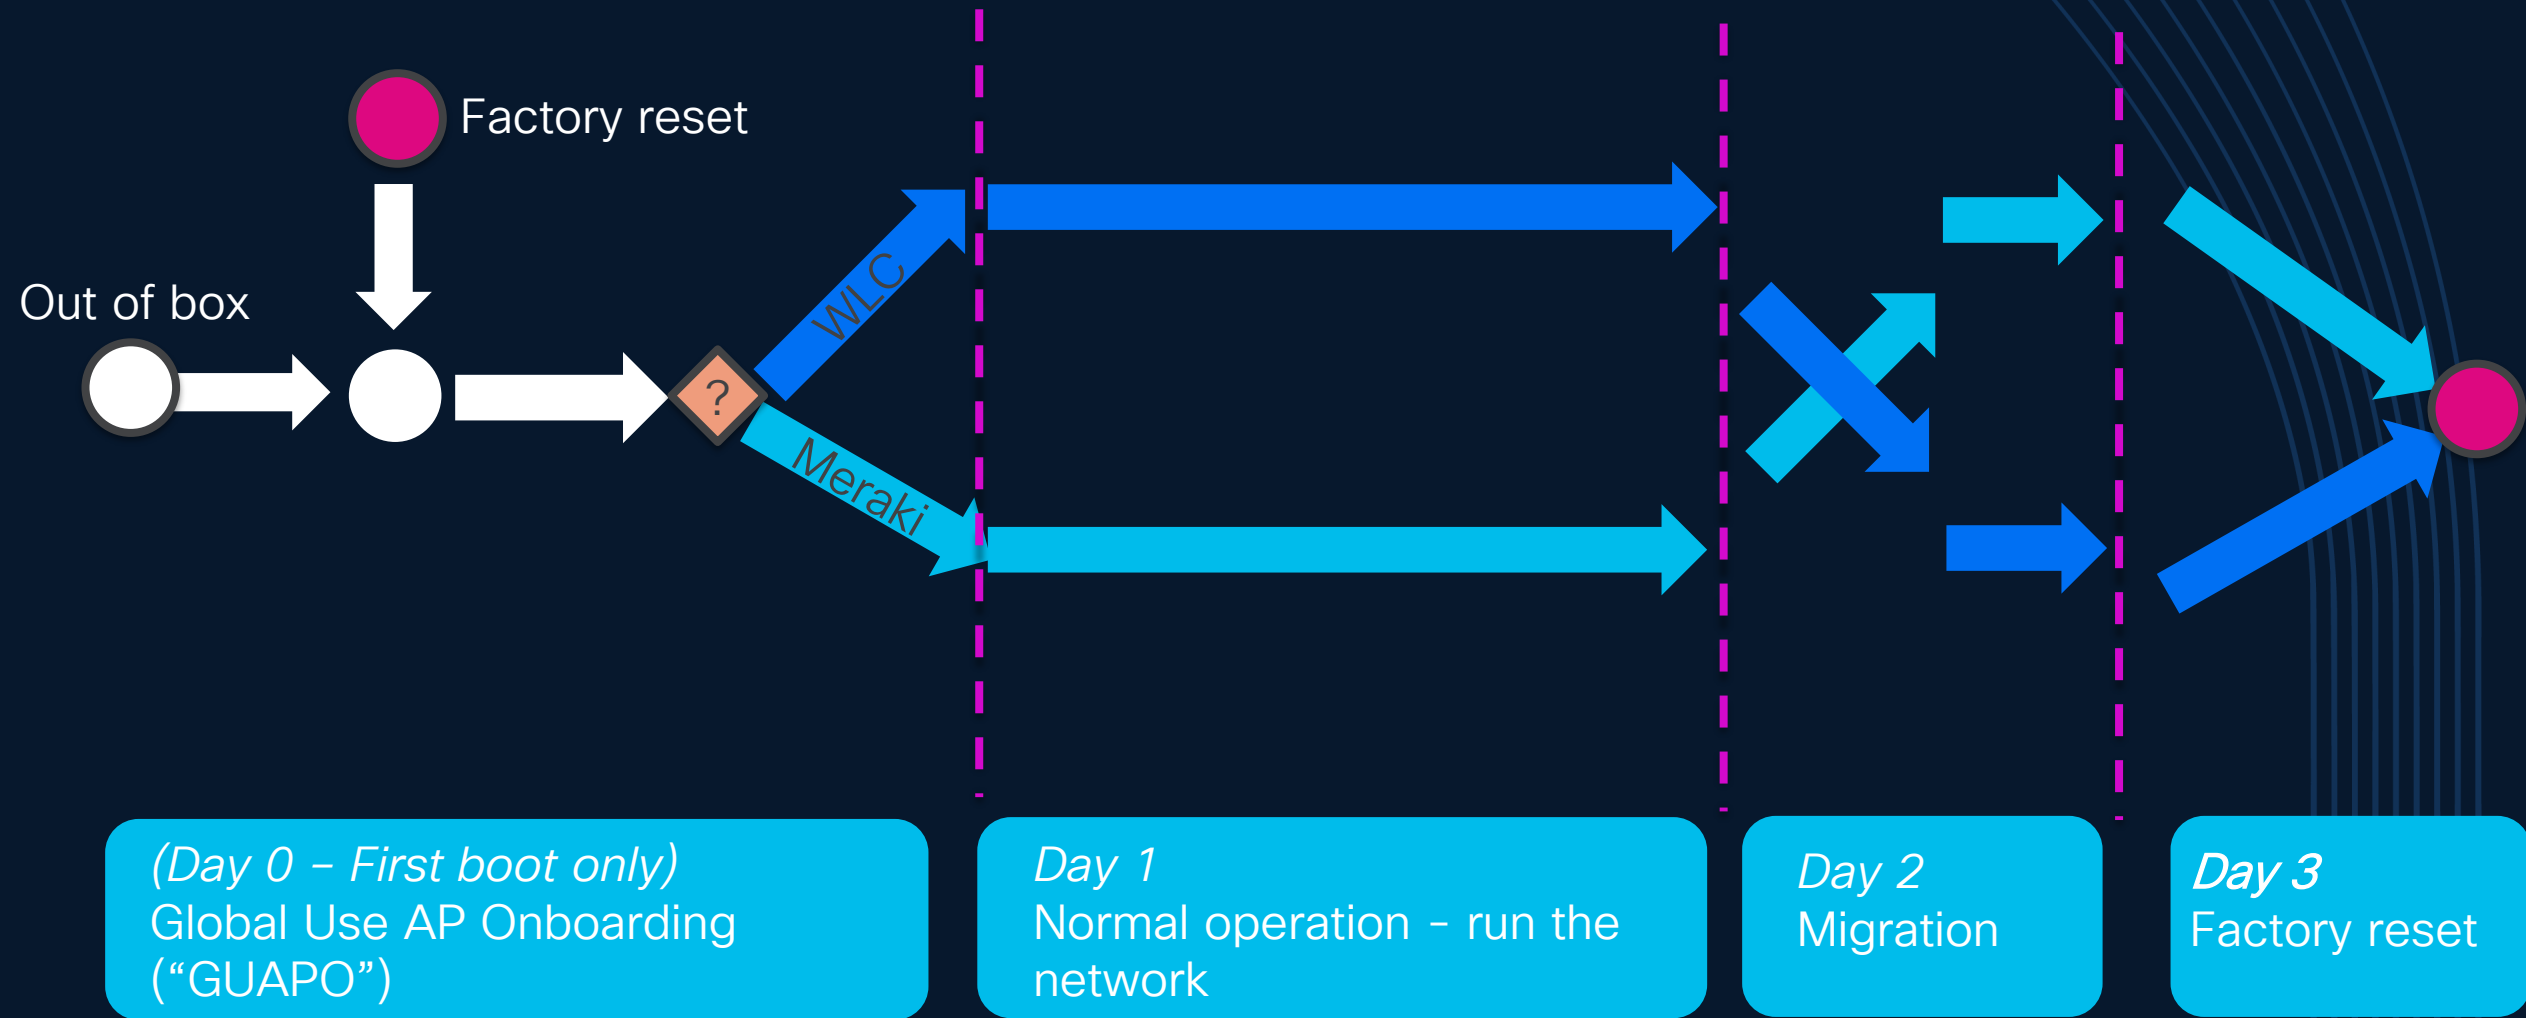 Factory reset
Out of box
?
WLC
Meraki
(Day 0 – First boot only)
Global Use AP Onboarding
(“GUAPO”)
Day 1
Normal operation – run the
network
Day 2
Migration
Day 3
Factory reset